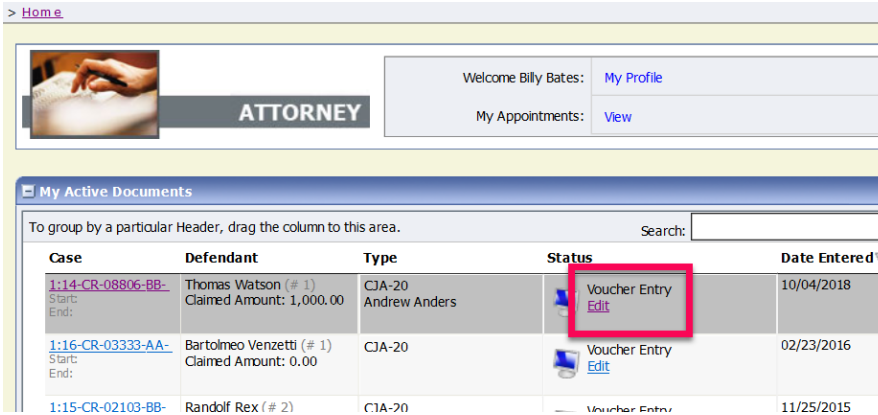 > Home
ATTORNEY
Welcome Billy Bates: My Profile
My Appointments: View
My Active Documents
To group by a particular Header, drag the column to this area. Search:
Case Defendant Type Status Date Entered
1:14-CR-08806-BB- Thomas Watson (# 1) CJA-20 Voucher Entry 10/04/2018
Start: Claimed Amount: 1,000.00 Andrew Anders Edit
End:
1:16-CR-03333-AA- Bartolmeo Venzetti (# 1) CJA-20 Voucher Entry 02/23/2016
Start: Claimed Amount: 0.00 Edit
End:
1:15-CR-02103-BB- Randolf Rex (# 2) CJA-20 Voucher Entry 11/25/2015